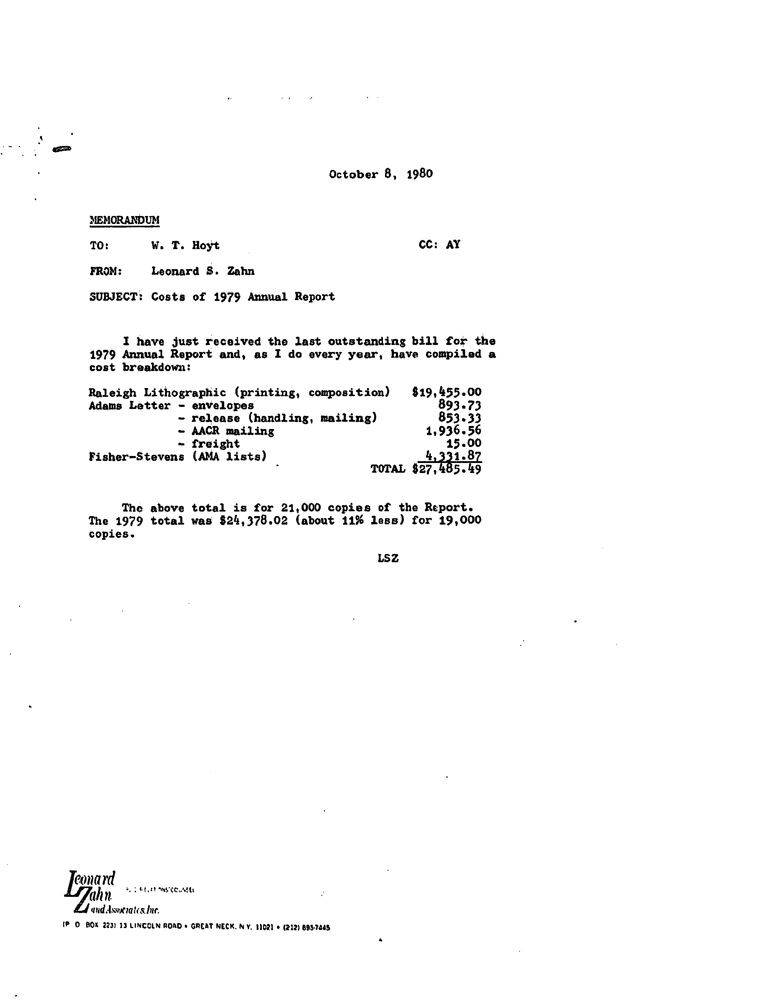 October 8, 1980
MEMORANDUM
TO: W. T. Hoyt CC: AY
FROM: Leonard S. Zahn
SUBJECT: Costs of 1979 Annual Report
I have just received the last outstanding bill for the
1979 Annual Report and, as I do every year, have compiled a
cost breakdown:
Raleigh Lithographic (printing, composition) $19,455.00
Adams Letter - envelopes 893.73
- release (handling, mailing) 853.33
- AACR mailing 1,936.56
- freight 15.00
Fisher-Stevens (AMA lists) 4,331.87
TOTAL $27,485.49
The above total is for 21,000 copies of the Report.
The 1979 total was $24,378.02 (about 11% less) for 19,000
copies.
LSZ
Leonard
Zahn
and Associates, Inc.
(P O BOX 223) 13 LINCOLN ROAD • GREAT NECK, N.Y. 11021 • (212) 895-7445